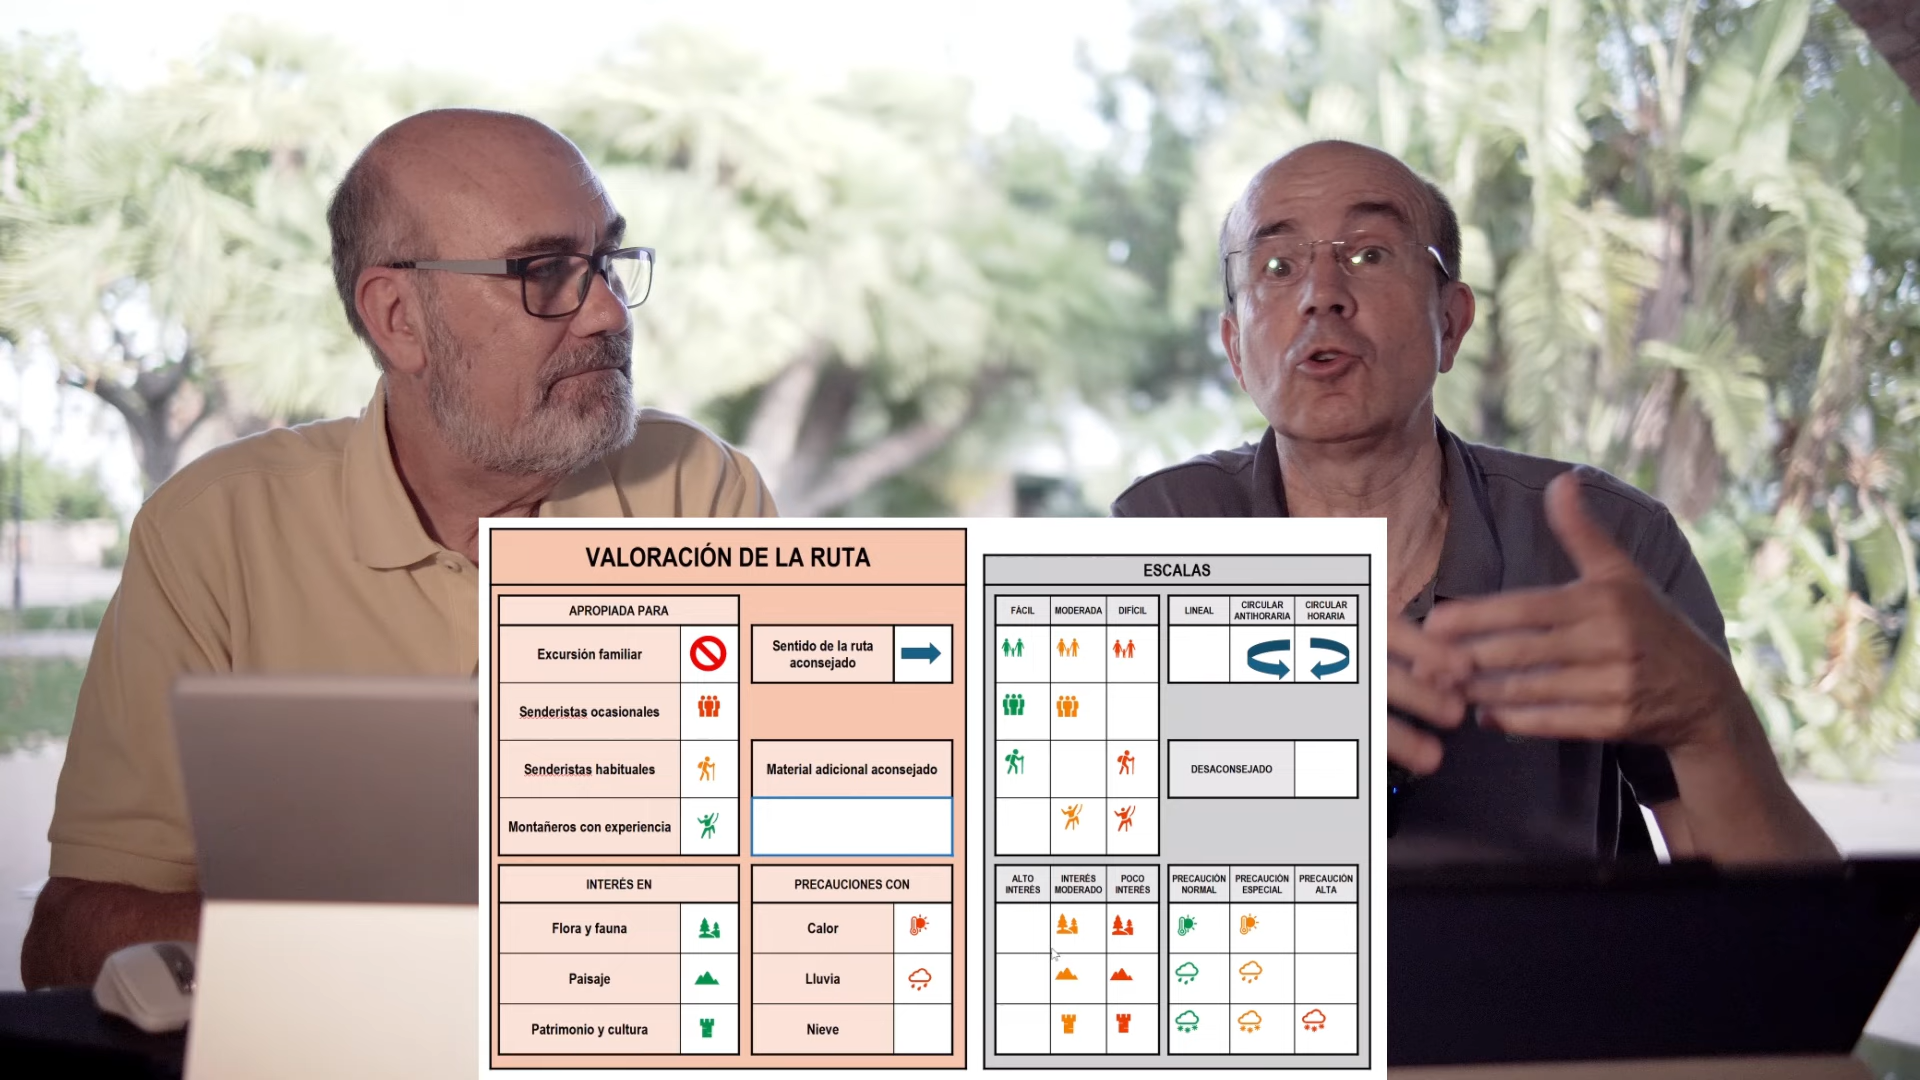 VALORACIÓN DE LA RUTA
APROPIADA PARA
Excursión familiar
Senderistas ocasionales
Senderistas habituales
Montañeros con experiencia
Sentido de la ruta
aconsejado
Material adicional aconsejado
INTERÉS EN
Flora y fauna
Paisaje
Patrimonio y cultura
PRECAUCIONES CON
Calor
Lluvia
Nieve
ESCALAS
FÁCIL
MODERADA
DIFÍCIL
LINEAL
CIRCULAR
ANTIHORARIA
CIRCULAR
HORARIA
DESACONSEJADO
ALTO
INTERÉS
INTERÉS
MODERADO
POCO
INTERÉS
PRECAUCIÓN
NORMAL
PRECAUCIÓN
ESPECIAL
PRECAUCIÓN
ALTA